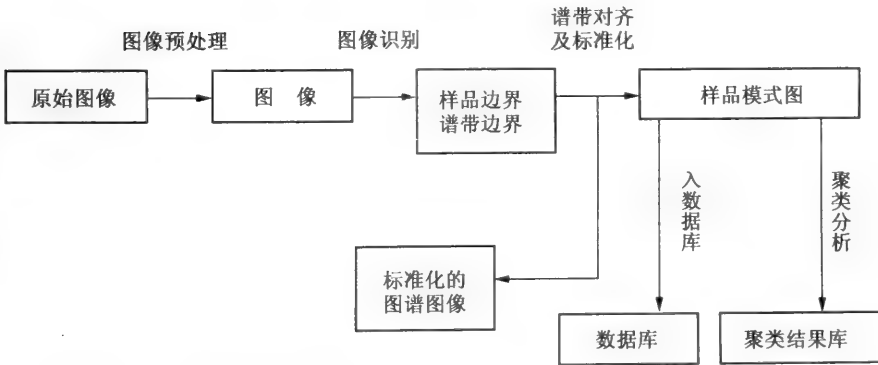 谱带对齐
及标准化
图像预处理
图像识别
原始图像
图 像
样品边界
谱带边界
样品模式图
入数据库
聚类分析
标准化的
图谱图像
数据库
聚类结果库